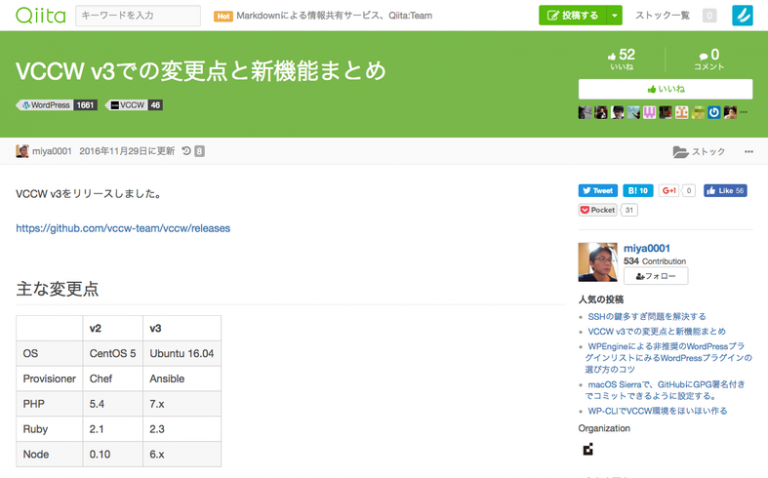 Qiita
キーワードを入力
Hot Markdownによる情報共有サービス、Qiita:Team
投稿する
ストック一覧
0
VCCW v3での変更点と新機能まとめ
WordPress 1661 VCCW 46
52
いいね
0
コメント
いいね
miya0001 2016年11月29日に更新 8
ストック
VCCW v3をリリースしました。
https://github.com/vccw-team/vccw/releases
主な変更点
v2 v3
OS CentOS 5 Ubuntu 16.04
Provisioner Chef Ansible
PHP 5.4 7.x
Ruby 2.1 2.3
Node 0.10 6.x
Tweet B! 10 G+1 0 Like 56
Pocket 31
miya0001
534 Contribution
フォロー
人気の投稿
SSHの鍵多すぎ問題を解決する
VCCW v3での変更点と新機能まとめ
WPEngineによる非推奨のWordPressプラ
グインリストにみるWordPressプラグインの
選び方のコツ
macOS Sierraで、GitHubにGPG署名付き
でコミットできるように設定する。
WP-CLIでVCCW環境をほいほい作る
Organization